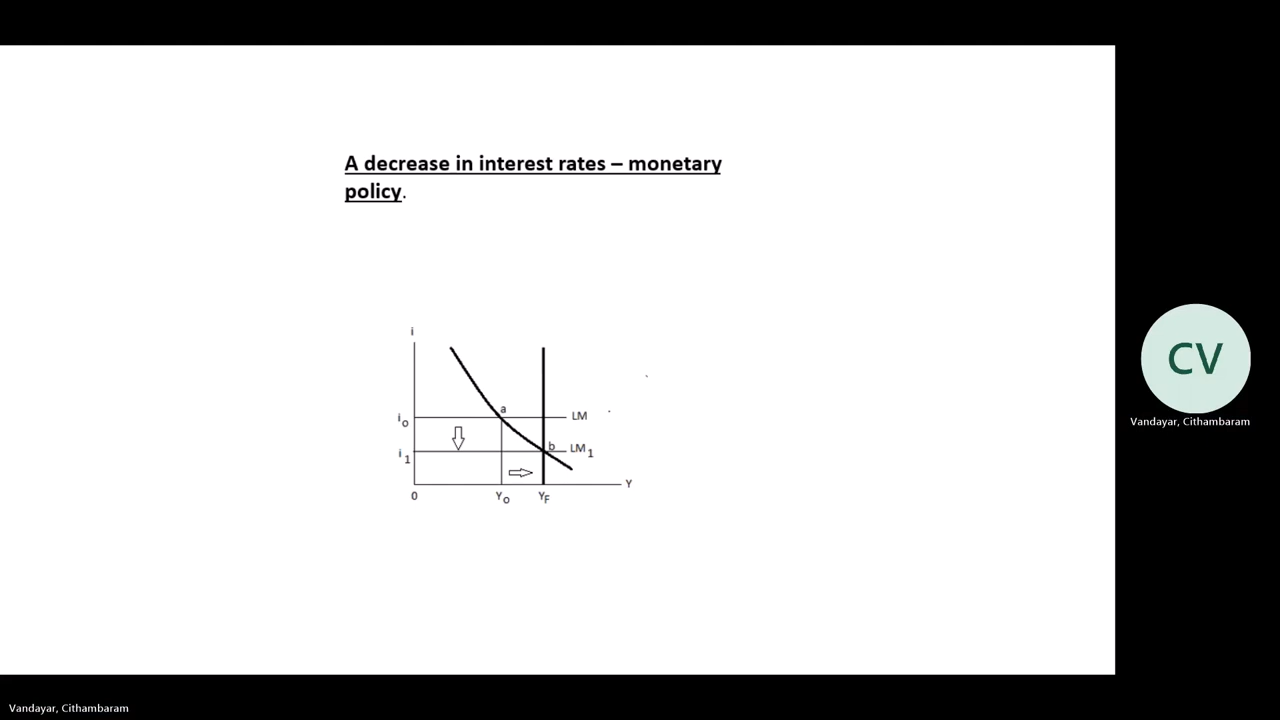 A decrease in interest rates – monetary
policy.
i
a
i0 LM
b
i1 LM1
Y
0 Y0 YF
CV
Vandayar, Cithambaram
Vandayar, Cithambaram